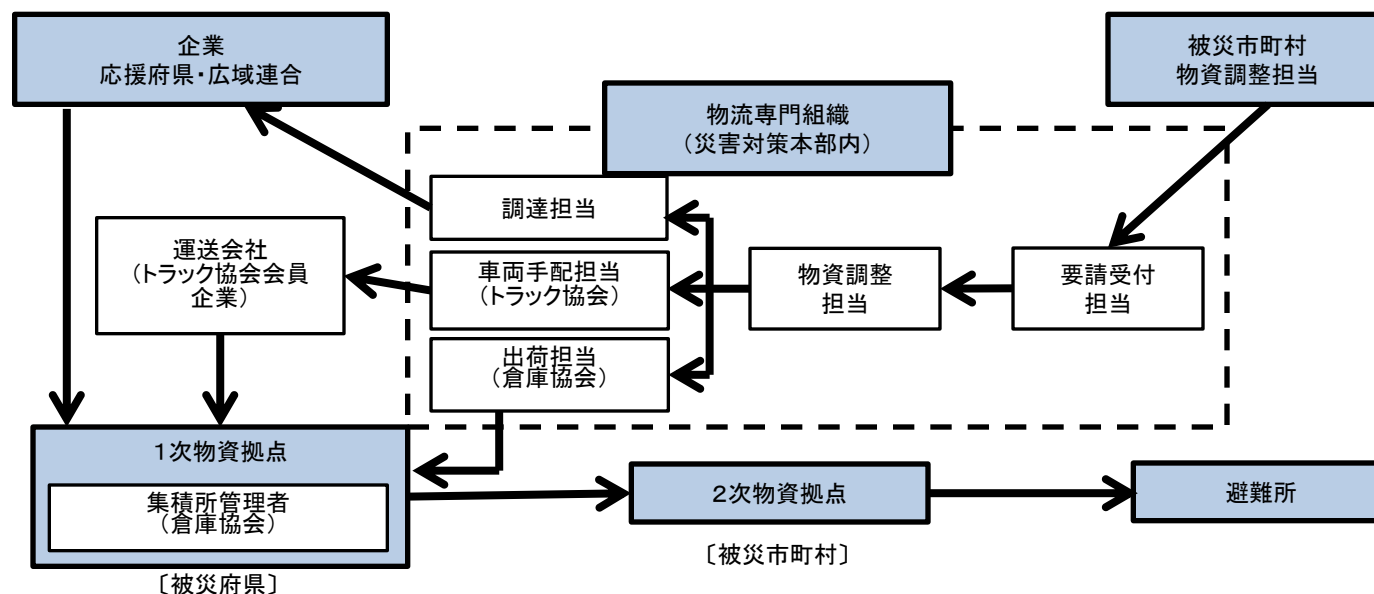 企業
応援府県・広域連合
被災市町村
物資調整担当
物流専門組織
（災害対策本部内）
調達担当
運送会社
（トラック協会会員
企業）
車両手配担当
（トラック協会）
物資調整
担当
要請受付
担当
出荷担当
（倉庫協会）
１次物資拠点
集積所管理者
（倉庫協会）
２次物資拠点
避難所
〔被災市町村〕
〔被災府県〕